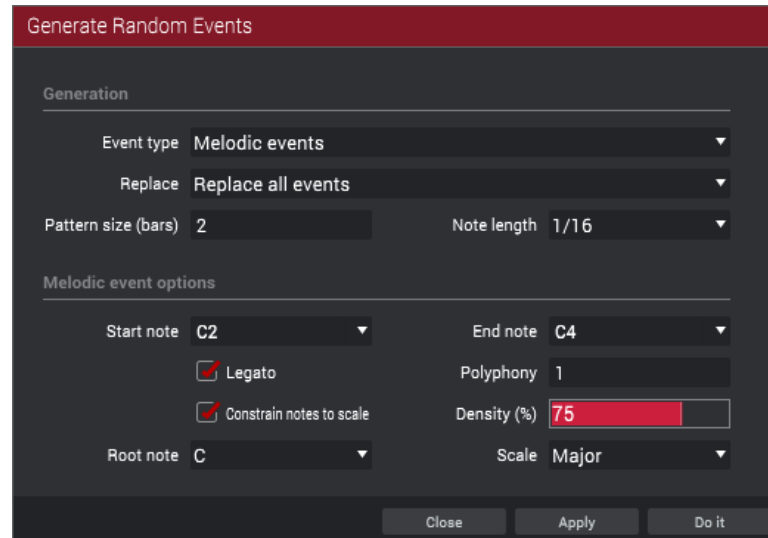 Generate Random Events
Generation
Event type Melodic events
Replace Replace all events
Pattern size (bars) 2 Note length 1/16
Melodic event options
Start note C2 End note C4
Legato Polyphony 1
Constrain notes to scale Density (%) 75
Root note C Scale Major
Close Apply Do it